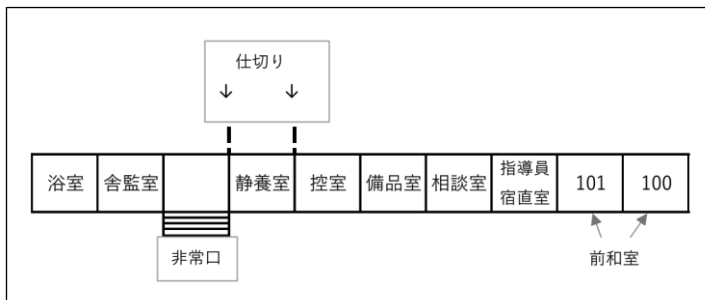 仕切り
↓ ↓
浴室 舎監室 静養室 控室 備品室 相談室 指導員 101 100
宿直室
非常口
前和室